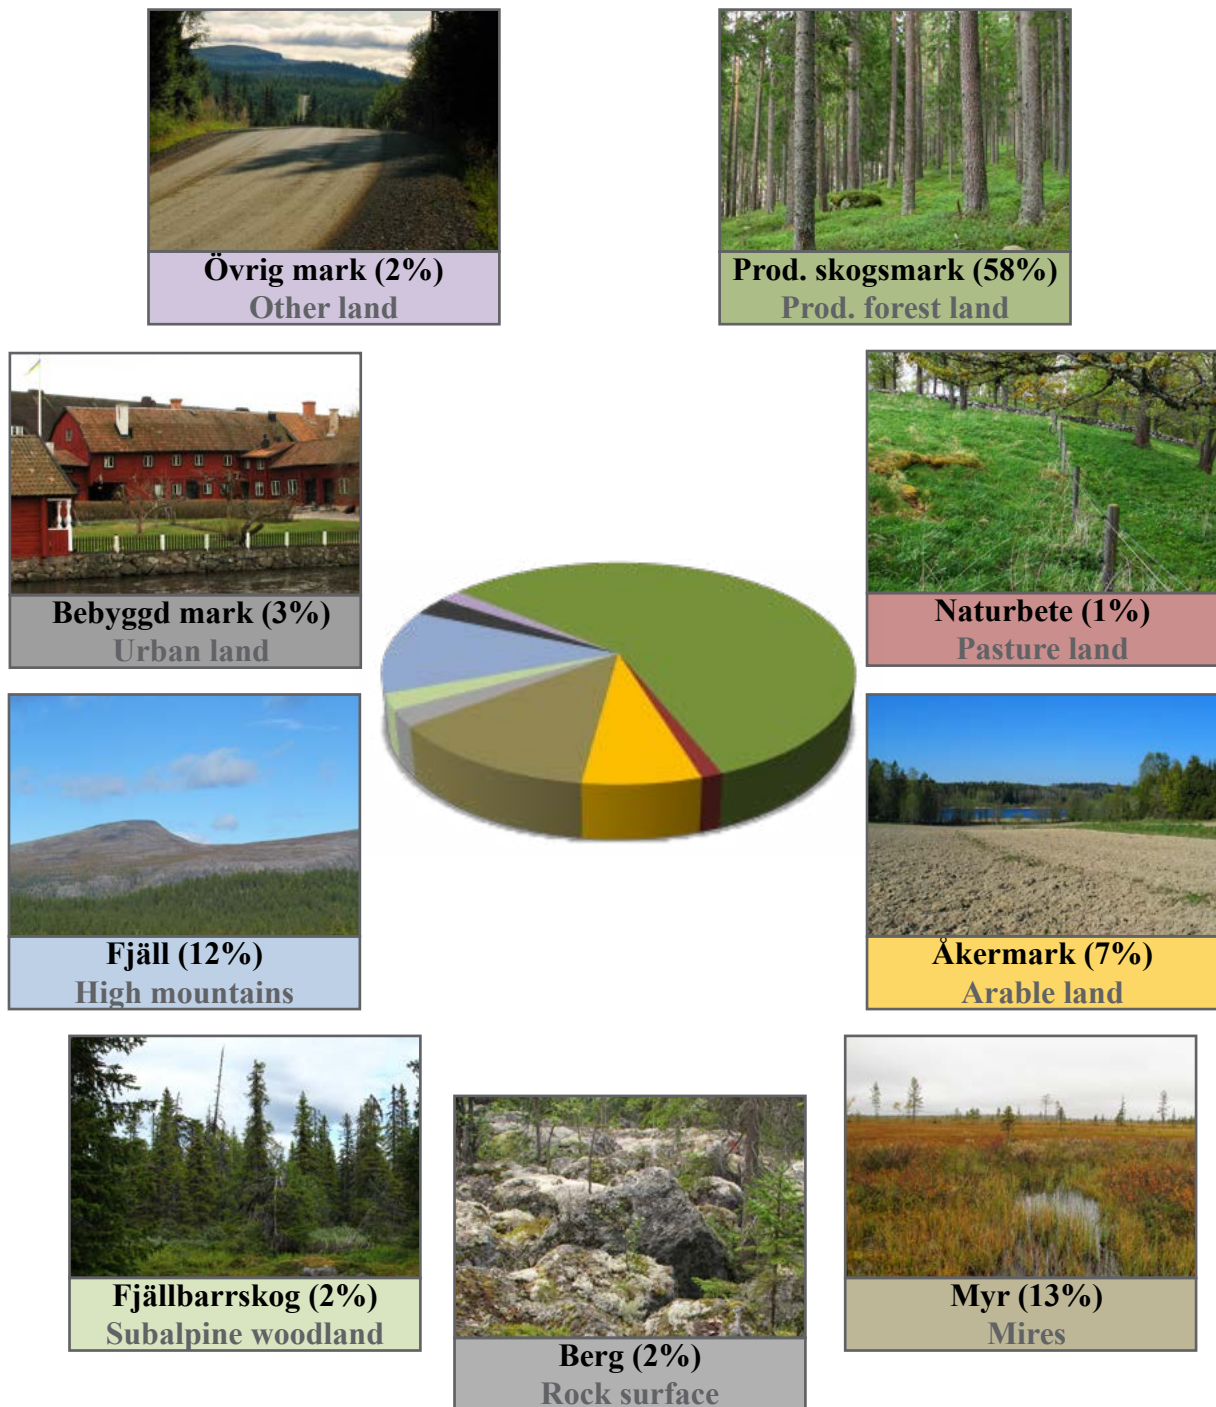 Övrig mark (2%)
Other land
Prod. skogsmark (58%)
Prod. forest land
Bebyggd mark (3%)
Urban land
Naturbete (1%)
Pasture land
Fjäll (12%)
High mountains
Åkermark (7%)
Arable land
Fjällbarrskog (2%)
Subalpine woodland
Berg (2%)
Rock surface
Myr (13%)
Mires